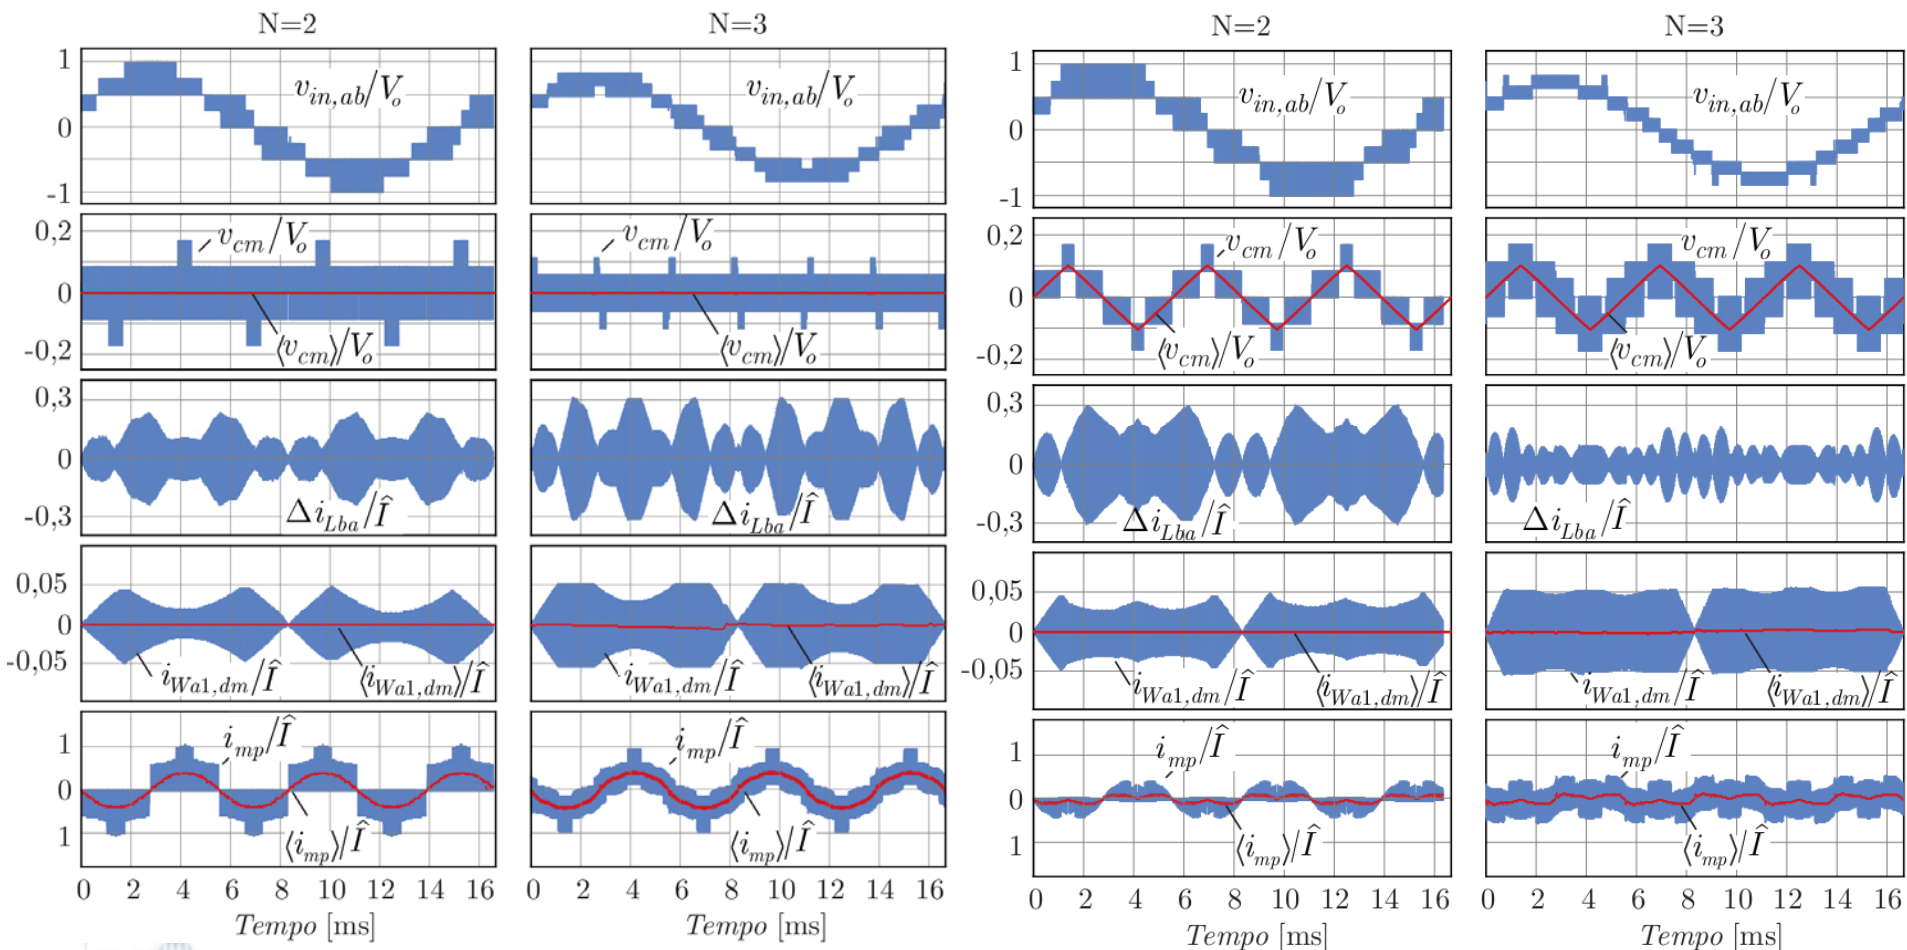 N=2
1
0
-1
v_{in,ab}/V_o
0,2
0
-0,2
v_{cm}/V_o
⟨v_{cm}⟩/V_o
0,3
0
-0,3
Δi_{Lba}/Î
0,05
0
-0,05
i_{Wa1,dm}/Î
⟨i_{Wa1,dm}⟩/Î
1
0
1
i_{mp}/Î
⟨i_{mp}⟩/Î
0 2 4 6 8 10 12 14 16
Tempo [ms]
N=3
v_{in,ab}/V_o
v_{cm}/V_o
⟨v_{cm}⟩/V_o
Δi_{Lba}/Î
i_{Wa1,dm}/Î
⟨i_{Wa1,dm}⟩/Î
i_{mp}/Î
⟨i_{mp}⟩/Î
0 2 4 6 8 10 12 14 16
Tempo [ms]
N=2
1
0
-1
v_{in,ab}/V_o
0,2
0
-0,2
v_{cm}/V_o
⟨v_{cm}⟩/V_o
0,3
0
-0,3
Δi_{Lba}/Î
0,05
0
-0,05
i_{Wa1,dm}/Î
⟨i_{Wa1,dm}⟩/Î
1
0
1
i_{mp}/Î
⟨i_{mp}⟩/Î
0 2 4 6 8 10 12 14 16
Tempo [ms]
N=3
v_{in,ab}/V_o
v_{cm}/V_o
⟨v_{cm}⟩/V_o
Δi_{Lba}/Î
i_{Wa1,dm}/Î
⟨i_{Wa1,dm}⟩/Î
i_{mp}/Î
⟨i_{mp}⟩/Î
0 2 4 6 8 10 12 14 16
Tempo [ms]